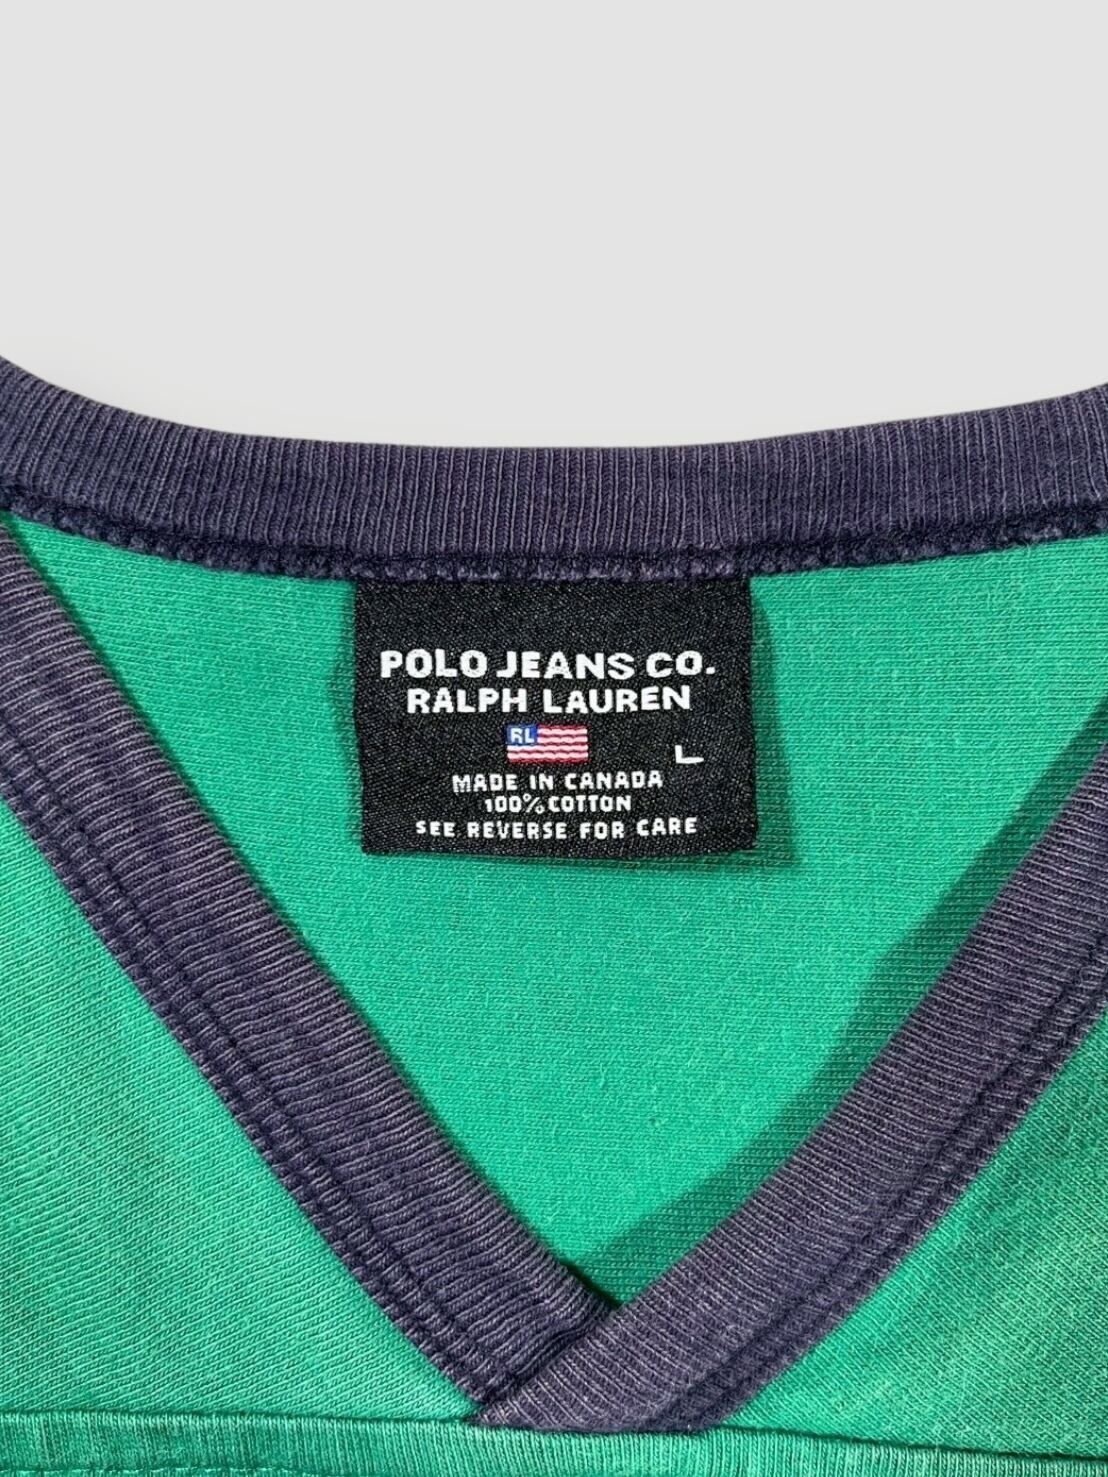 POLO JEANS CO.
RALPH LAUREN
RL
L
MADE IN CANADA
100% COTTON
SEE REVERSE FOR CARE